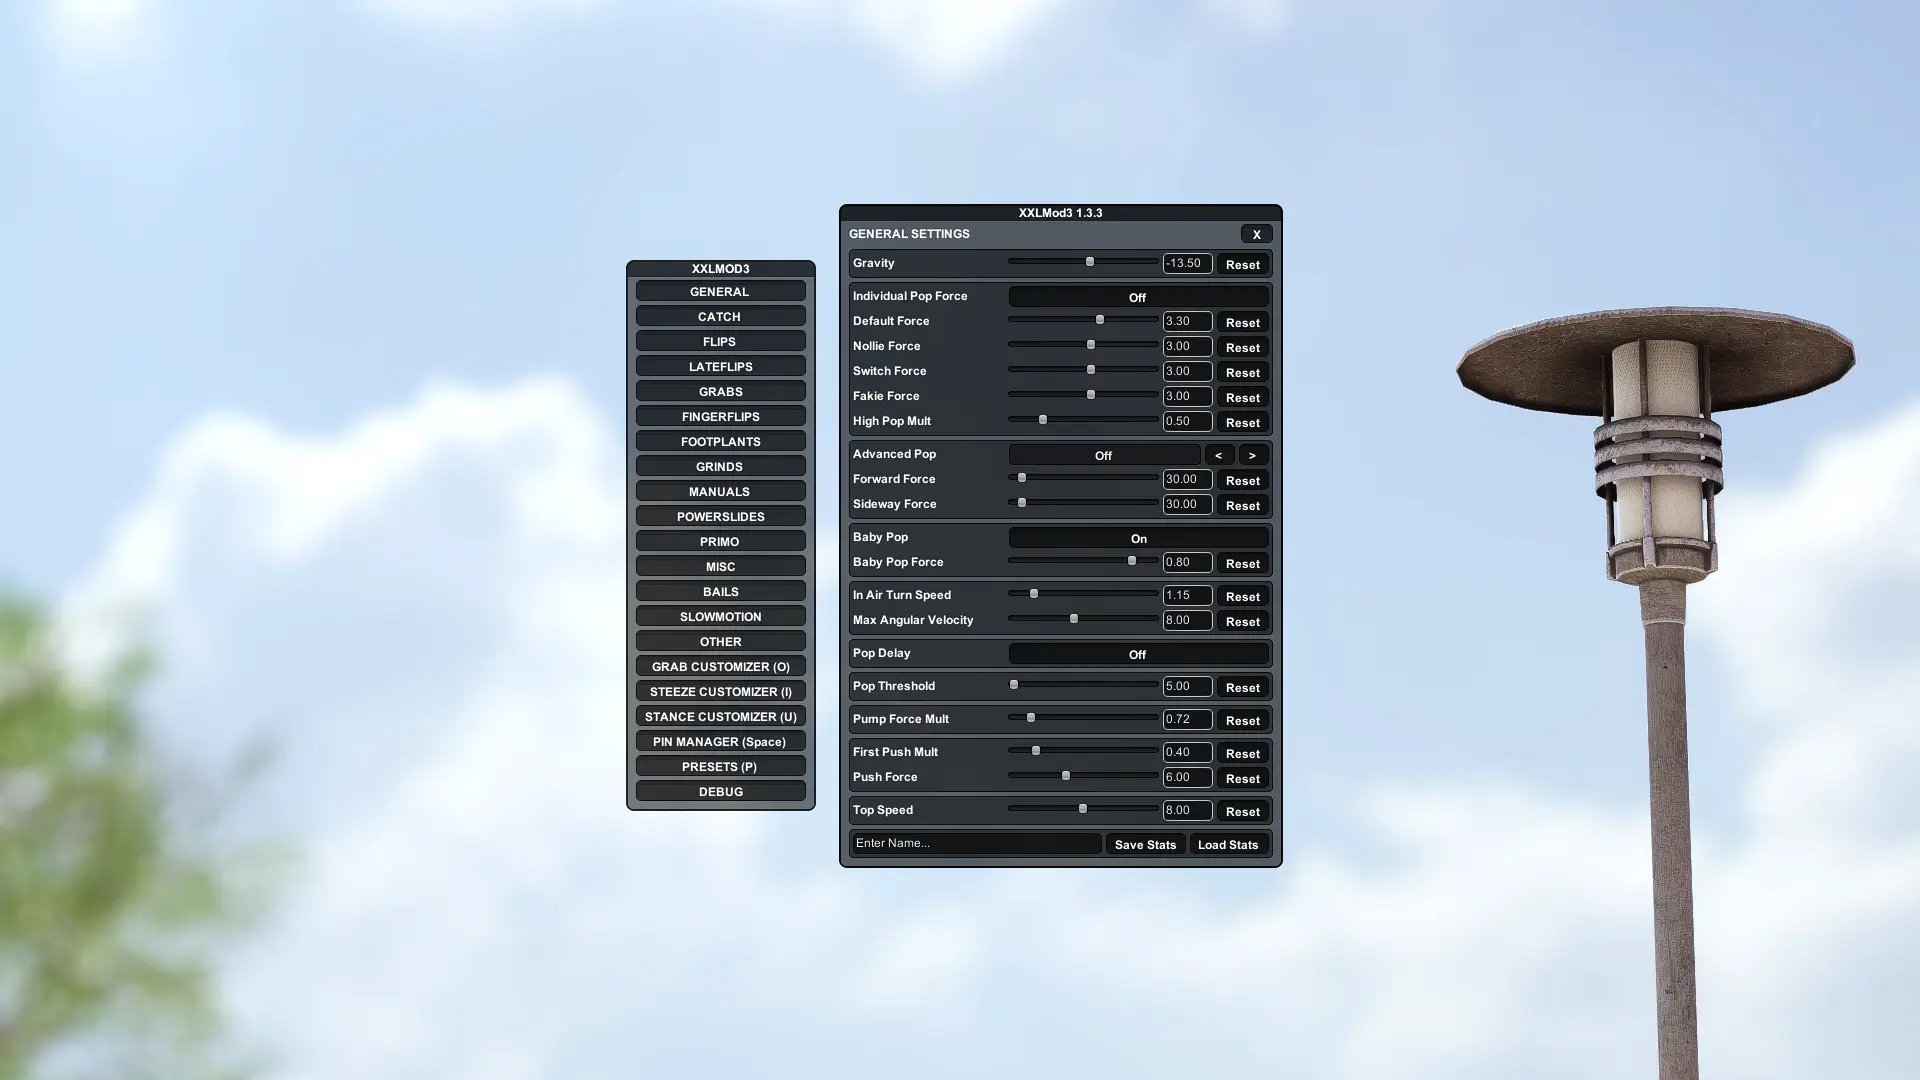 XXLMOD3
GENERAL
CATCH
FLIPS
LATEFLIPS
GRABS
FINGERFLIPS
FOOTPLANTS
GRINDS
MANUALS
POWERSLIDES
PRIMO
MISC
BAILS
SLOWMOTION
OTHER
GRAB CUSTOMIZER (O)
STEEZE CUSTOMIZER (I)
STANCE CUSTOMIZER (U)
PIN MANAGER (Space)
PRESETS (P)
DEBUG
XXLMod3 1.3.3
GENERAL SETTINGS X
Gravity -13.50 Reset
Individual Pop Force Off
Default Force 3.30 Reset
Nollie Force 3.00 Reset
Switch Force 3.00 Reset
Fakie Force 3.00 Reset
High Pop Mult 0.50 Reset
Advanced Pop Off < >
Forward Force 30.00 Reset
Sideway Force 30.00 Reset
Baby Pop On
Baby Pop Force 0.80 Reset
In Air Turn Speed 1.15 Reset
Max Angular Velocity 8.00 Reset
Pop Delay Off
Pop Threshold 5.00 Reset
Pump Force Mult 0.72 Reset
First Push Mult 0.40 Reset
Push Force 6.00 Reset
Top Speed 8.00 Reset
Enter Name... Save Stats Load Stats